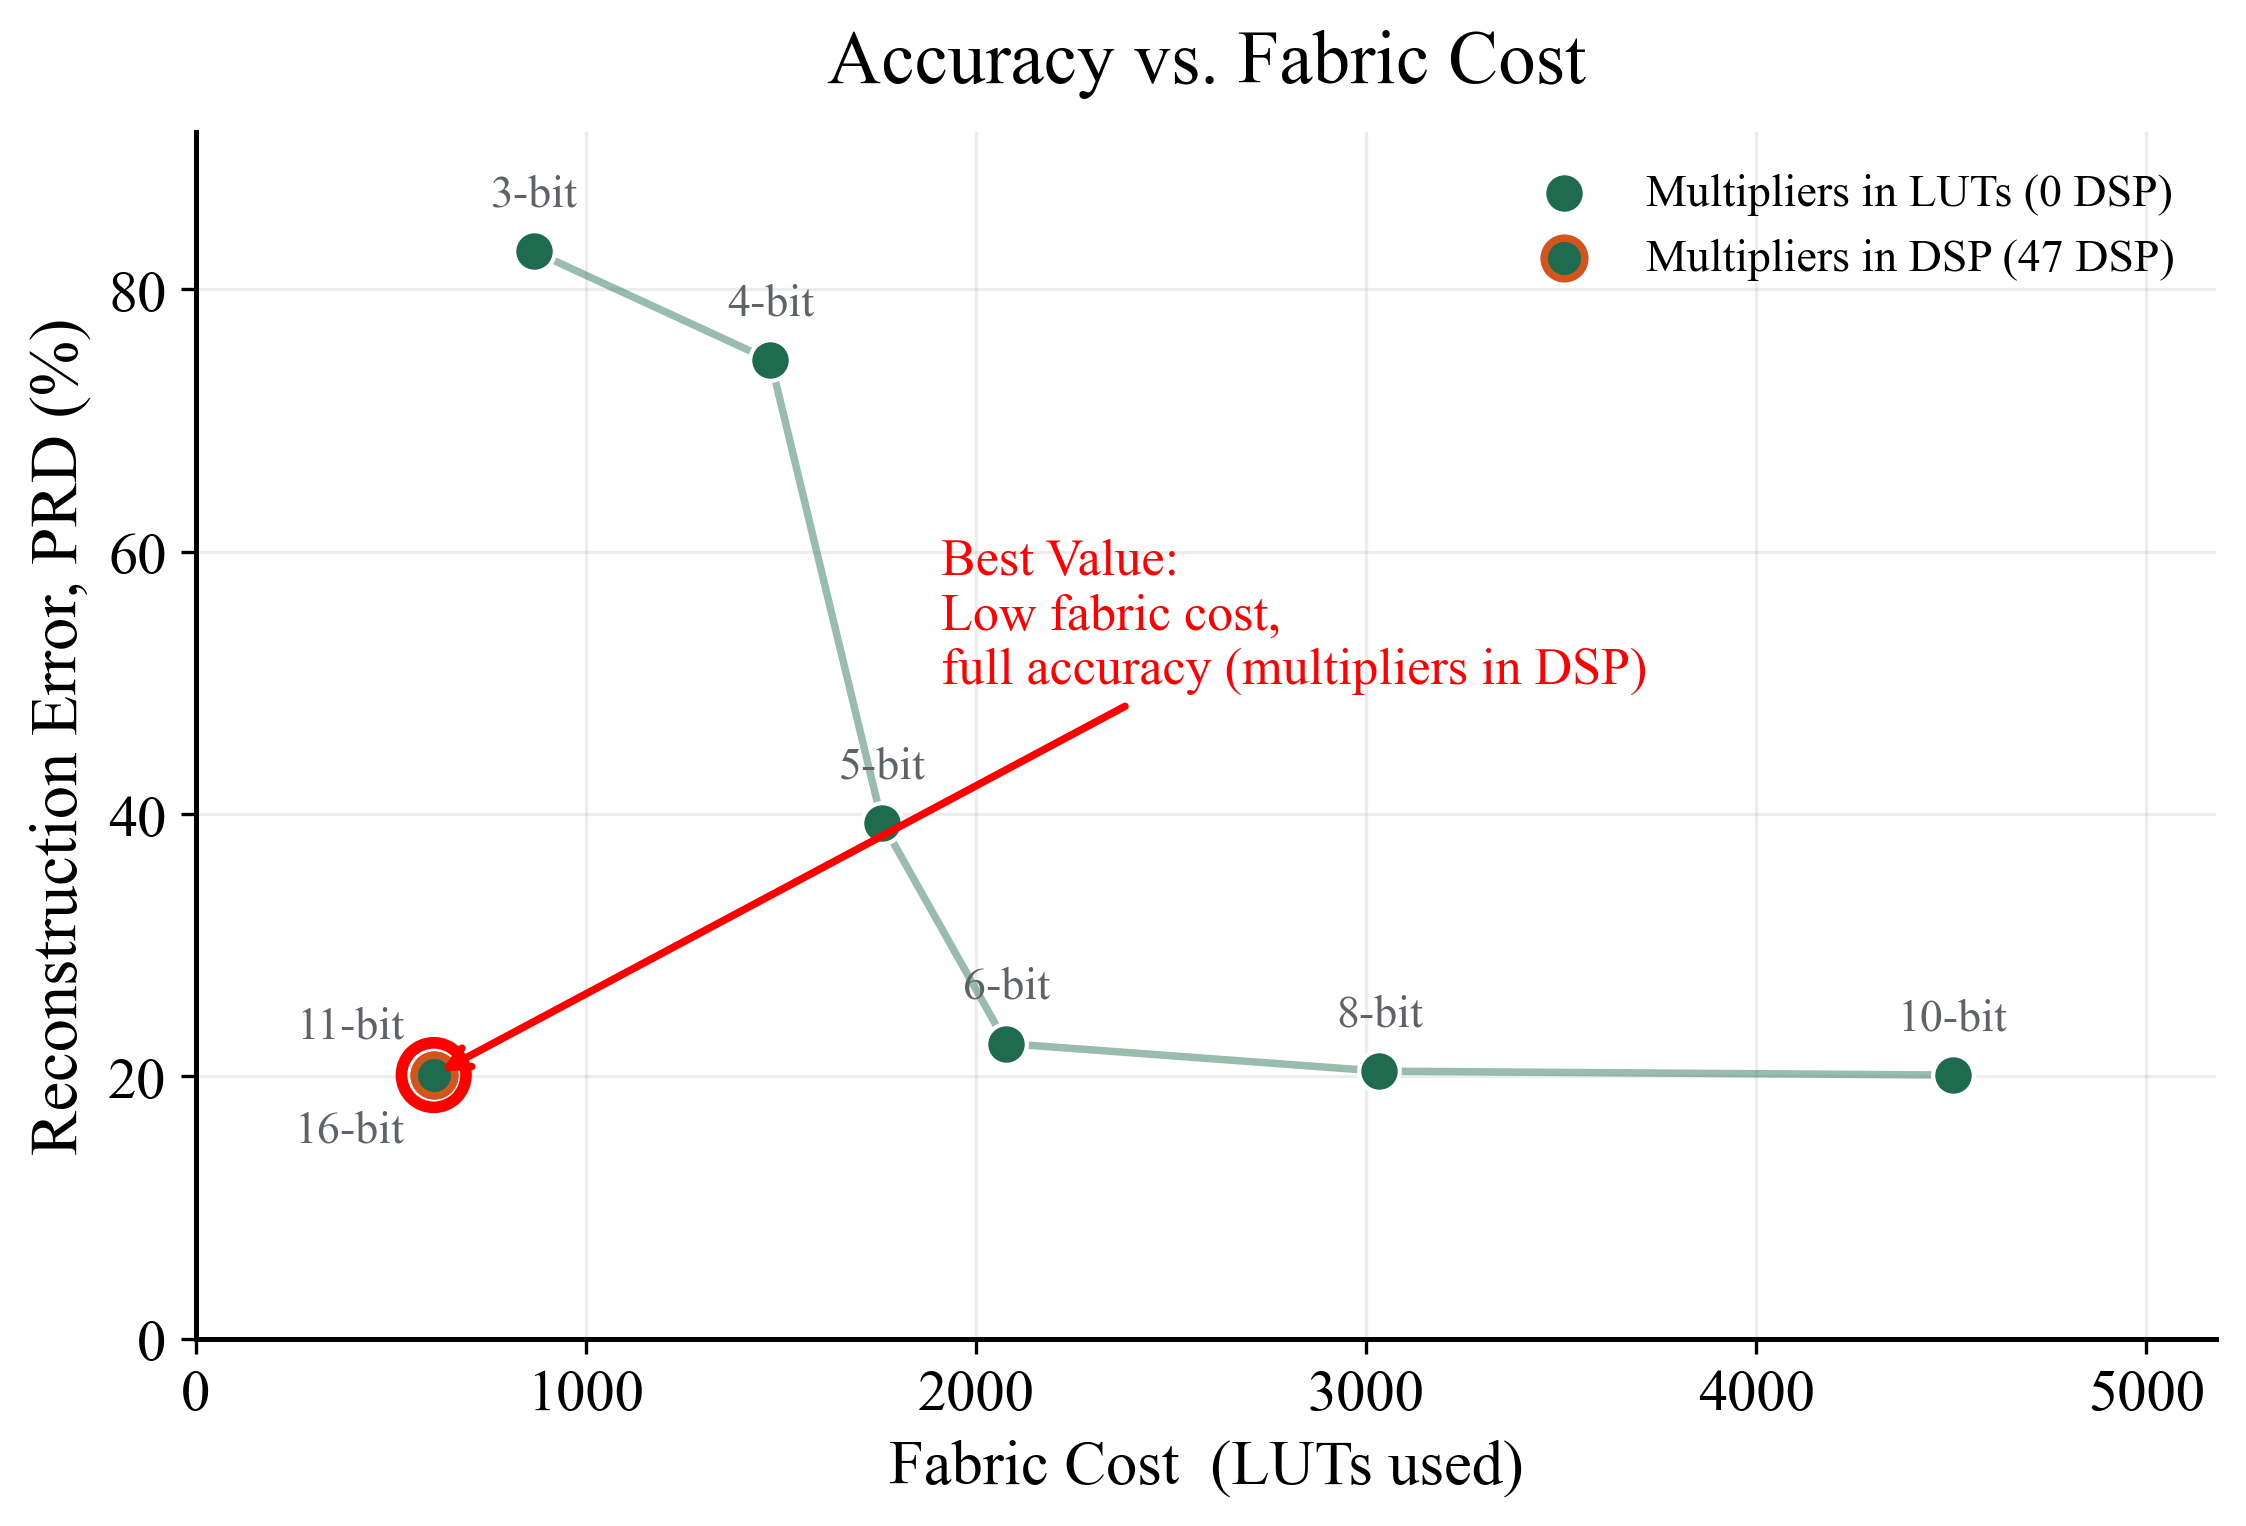 Accuracy vs. Fabric Cost
3-bit
Multipliers in LUTs (0 DSP)
Multipliers in DSP (47 DSP)
4-bit
80
Reconstruction Error, PRD (%)
60
Best Value:
Low fabric cost,
full accuracy (multipliers in DSP)
5-bit
40
6-bit
8-bit
10-bit
11-bit
20
16-bit
0
0 1000 2000 3000 4000 5000
Fabric Cost (LUTs used)